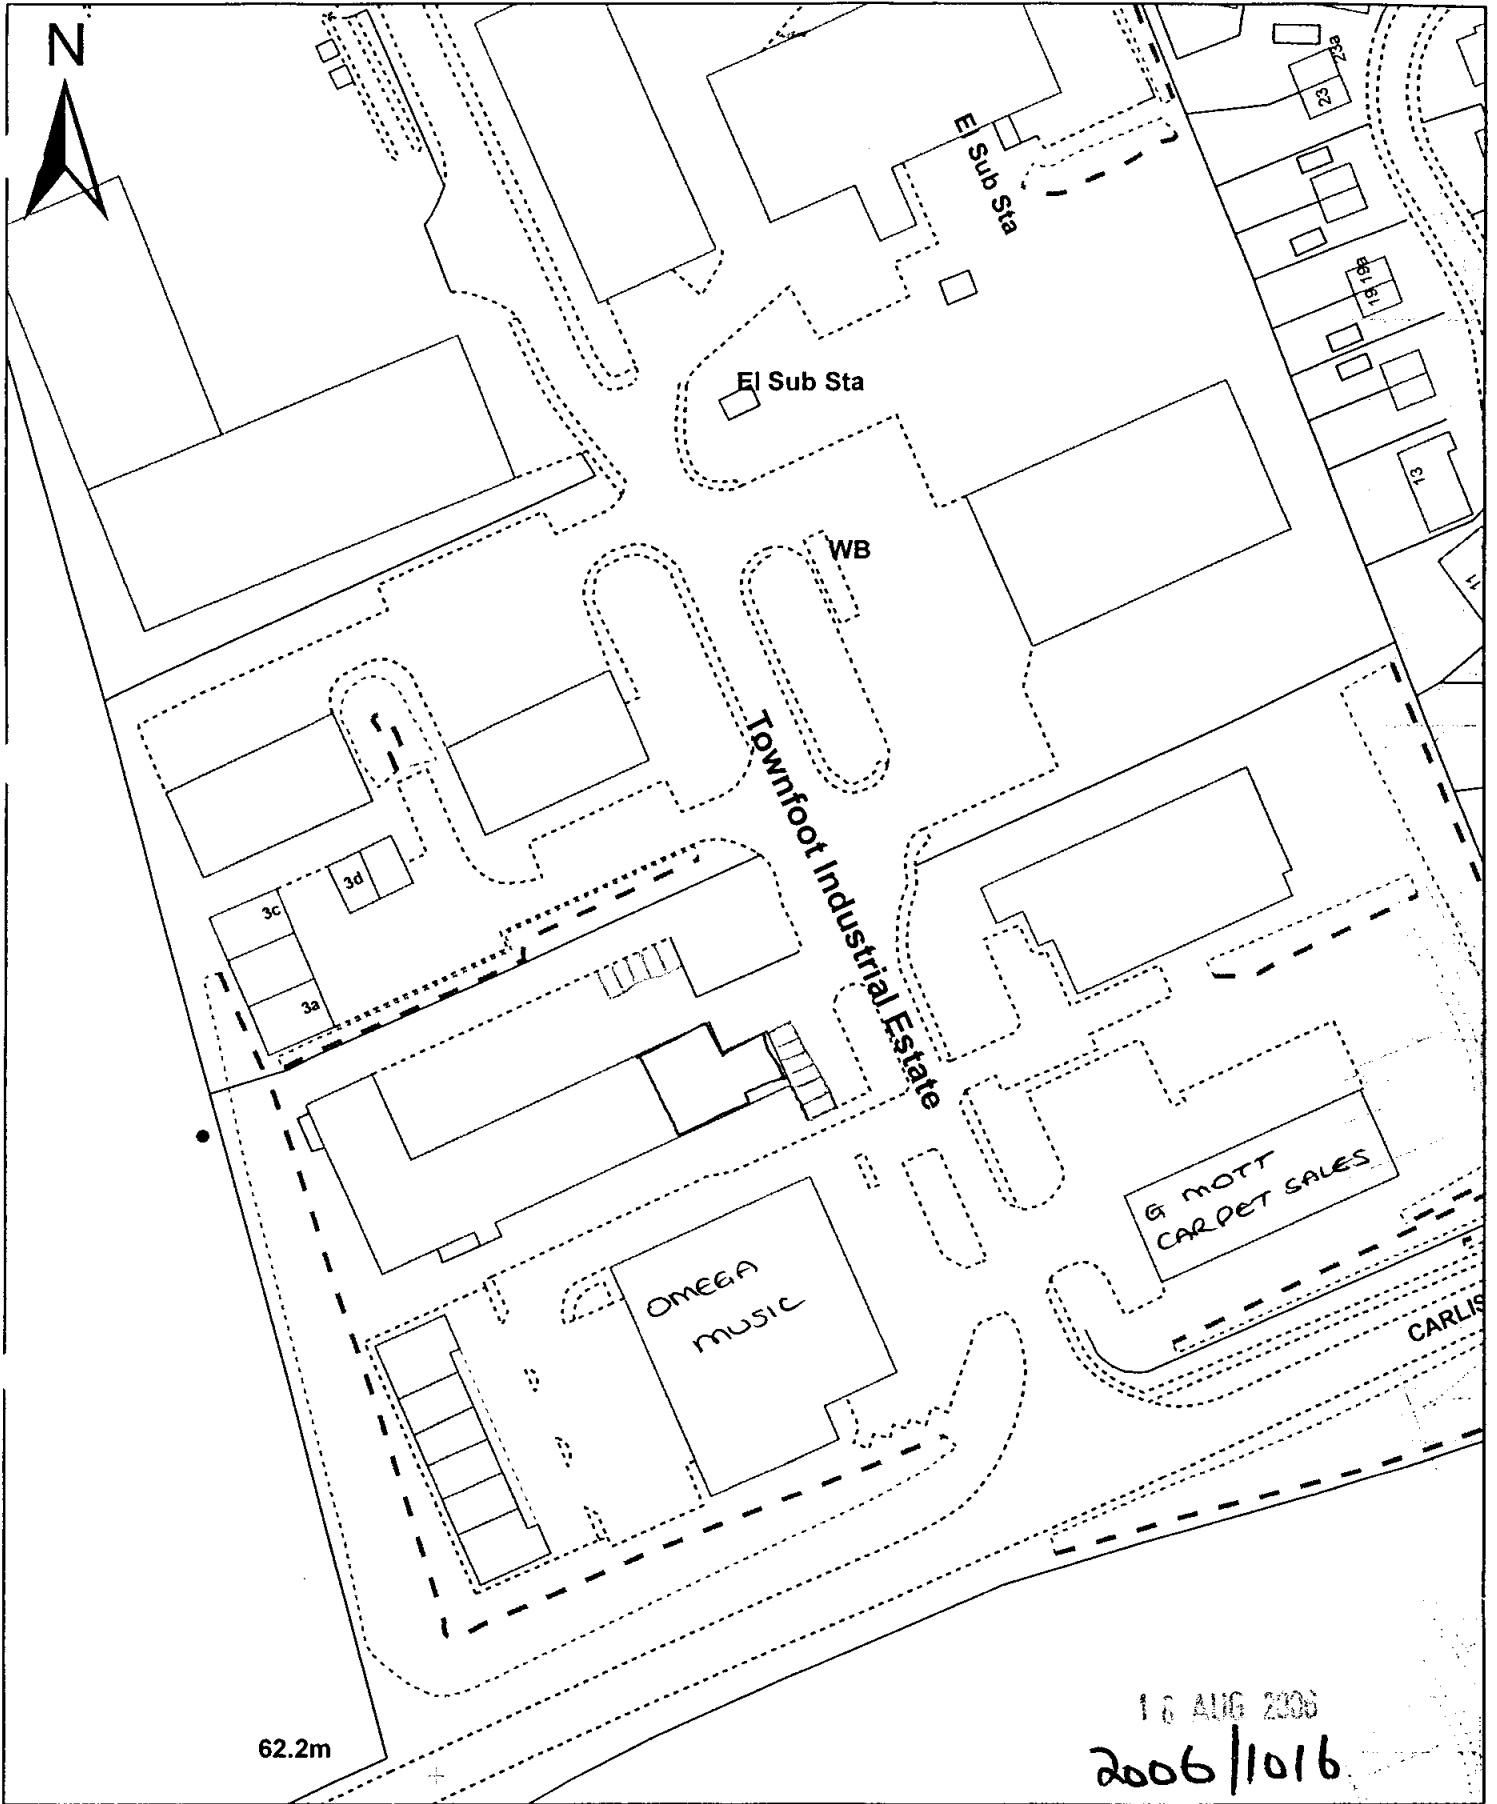 N
23a
23
El Sub Sta
19a
19
El Sub Sta
13
WB
11
Townfoot Industrial Estate
3d
3c
3a
G MOTT
CARPET SALES
OMEGA
MUSIC
CARLIS
62.2m
16 AUG 2006
2006/1016